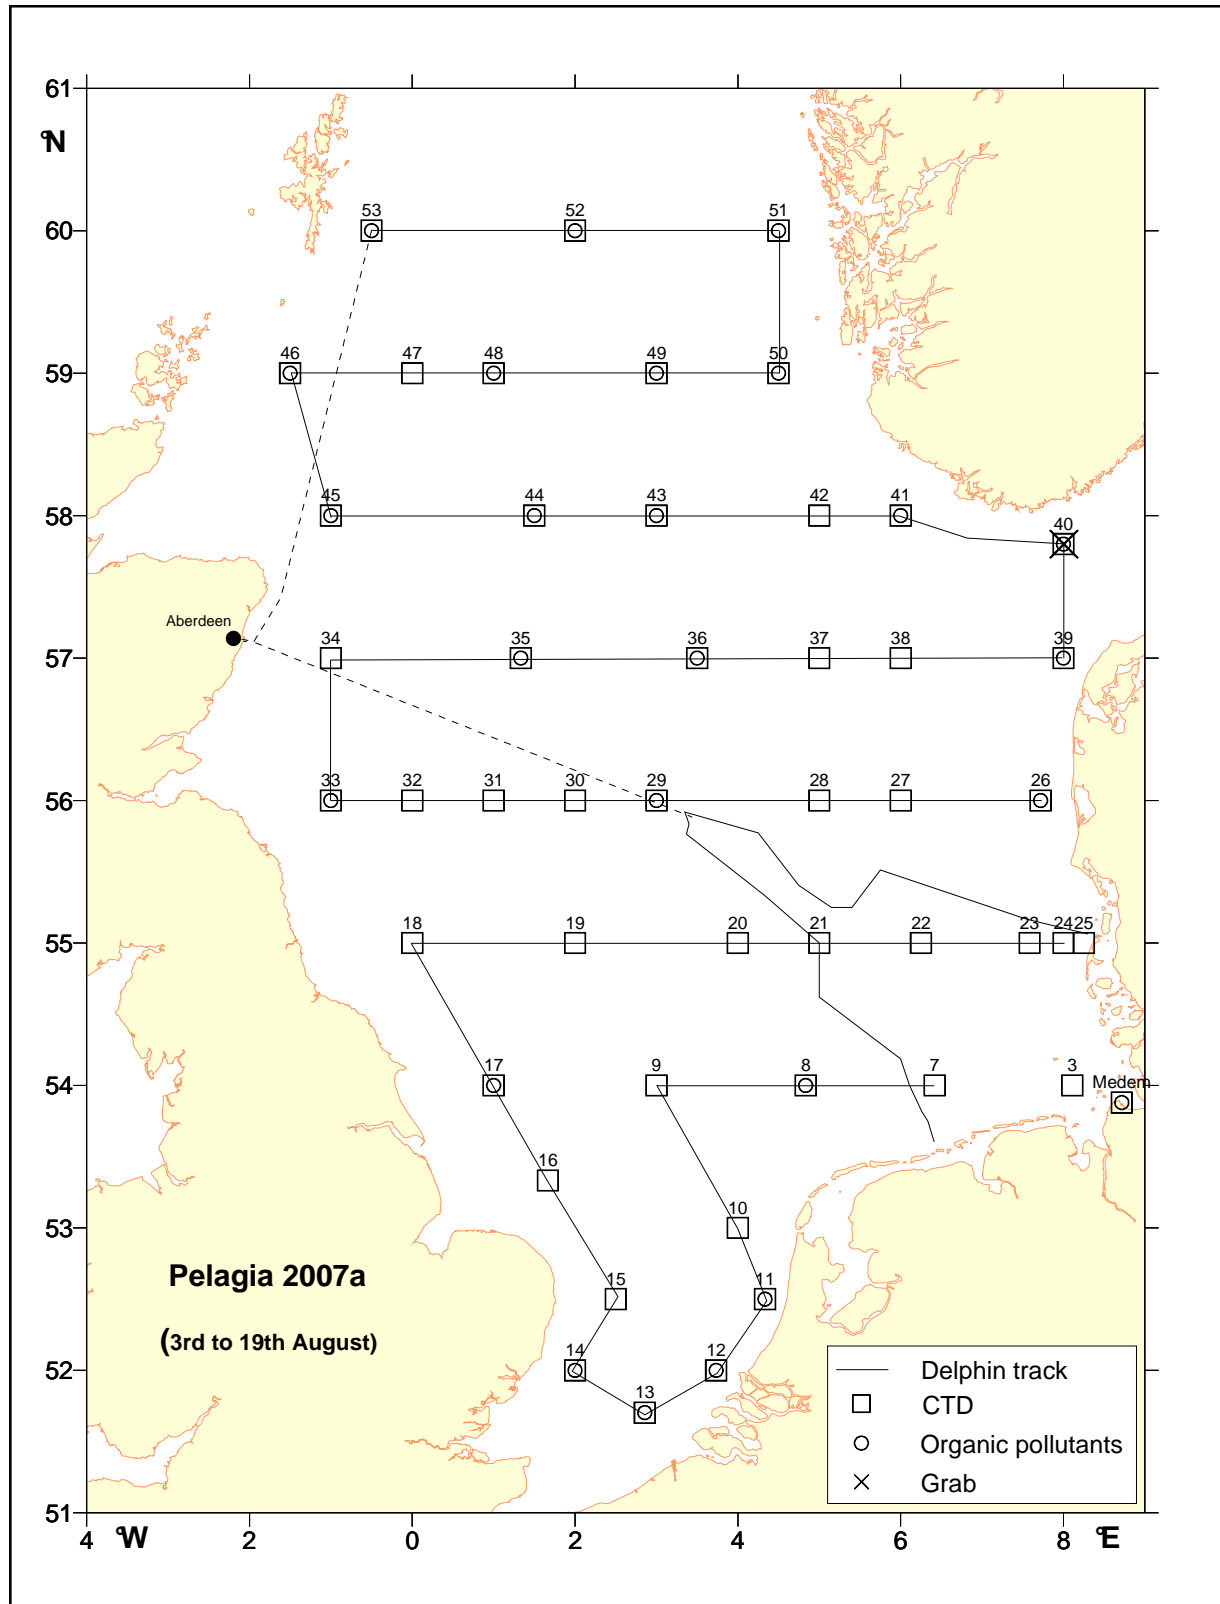 61
°N
53 52 51
60
46 47 48 49 50
59
45 44 43 42 41
58
40
Aberdeen
34 35 36 37 38 39
57
33 32 31 30 29 28 27 26
56
18 19 20 21 22 23 24 25
55
17 9 8 7 3
54
Medem
16
10
53
Pelagia 2007a
15 11
(3rd to 19th August)
14 12
52
13
Delphin track
CTD
Organic pollutants
Grab
51
4 °W 2 0 2 4 6 8 °E